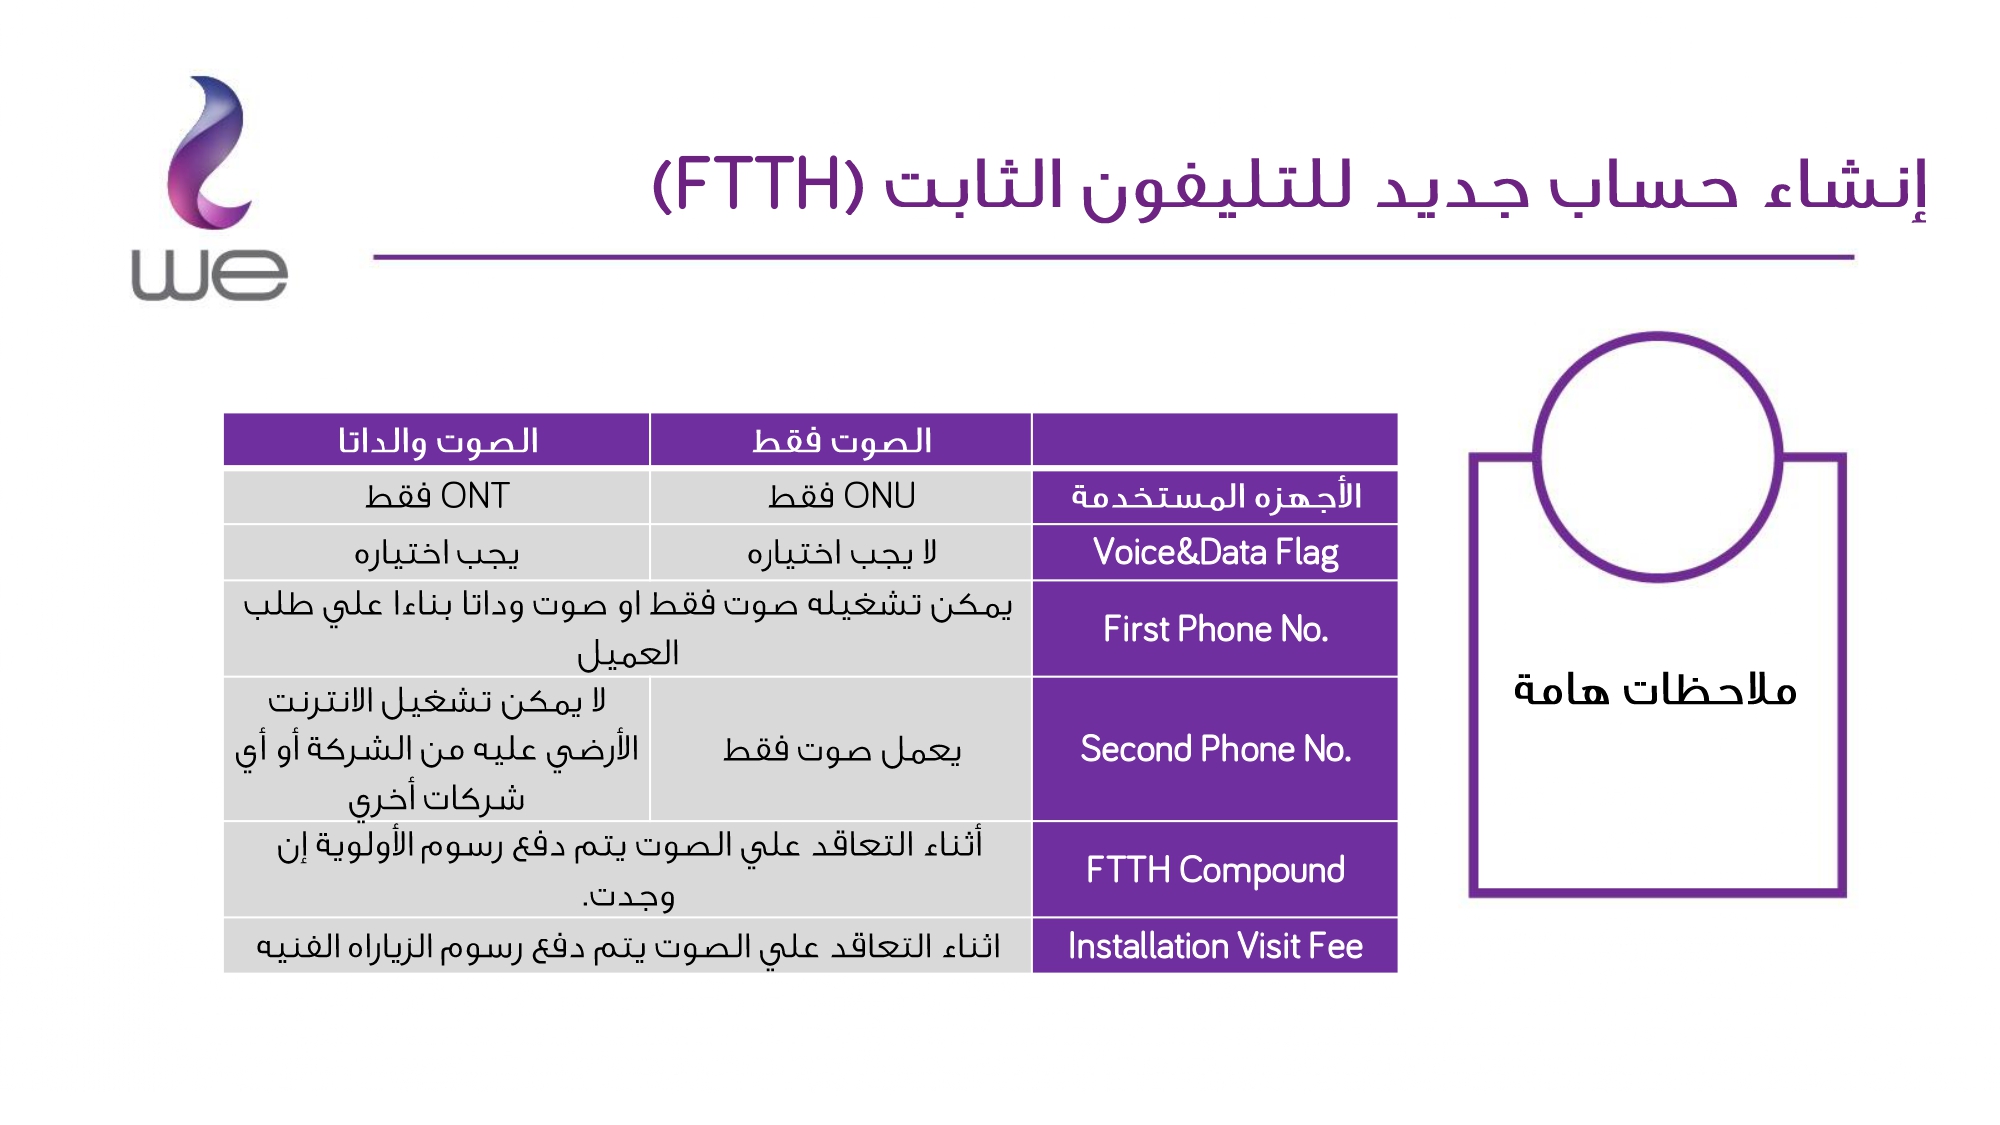 we
إنشاء حساب جديد للتليفون الثابت (FTTH)
ملاحظات هامة
الصوت فقط
الصوت والداتا
الأجهزه المستخدمة
ONU فقط
ONT فقط
Voice&Data Flag
لا يجب اختياره
يجب اختياره
First Phone No.
يمكن تشغيله صوت فقط او صوت وداتا بناءا علي طلب
العميل
Second Phone No.
يعمل صوت فقط
لا يمكن تشغيل الانترنت
الأرضي عليه من الشركة أو أي
شركات أخري
FTTH Compound
أثناء التعاقد علي الصوت يتم دفع رسوم الأولوية إن
وجدت.
Installation Visit Fee
اثناء التعاقد علي الصوت يتم دفع رسوم الزياراه الفنيه